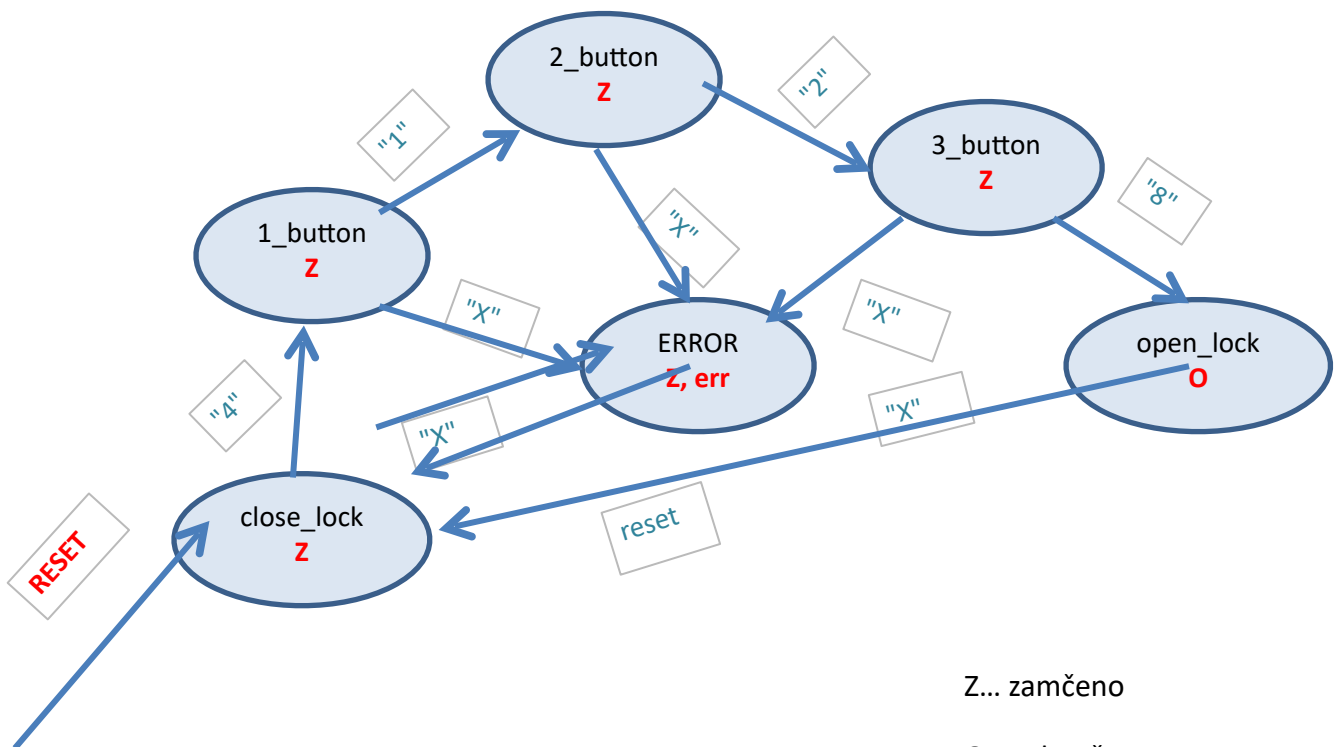 2_button
Z
"2"
"1"
3_button
Z
"8"
1_button
Z
"X"
"X"
"X"
ERROR
Z, err
open_lock
O
"4"
"X"
"X"
close_lock
Z
reset
RESET
Z... zamčeno